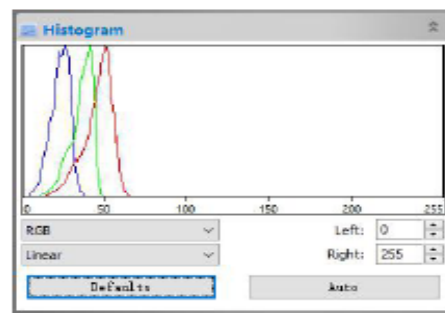 Histogram
0 50 100 150 200 255
RGB Left: 0
Linear Right: 255
Defaults Auto